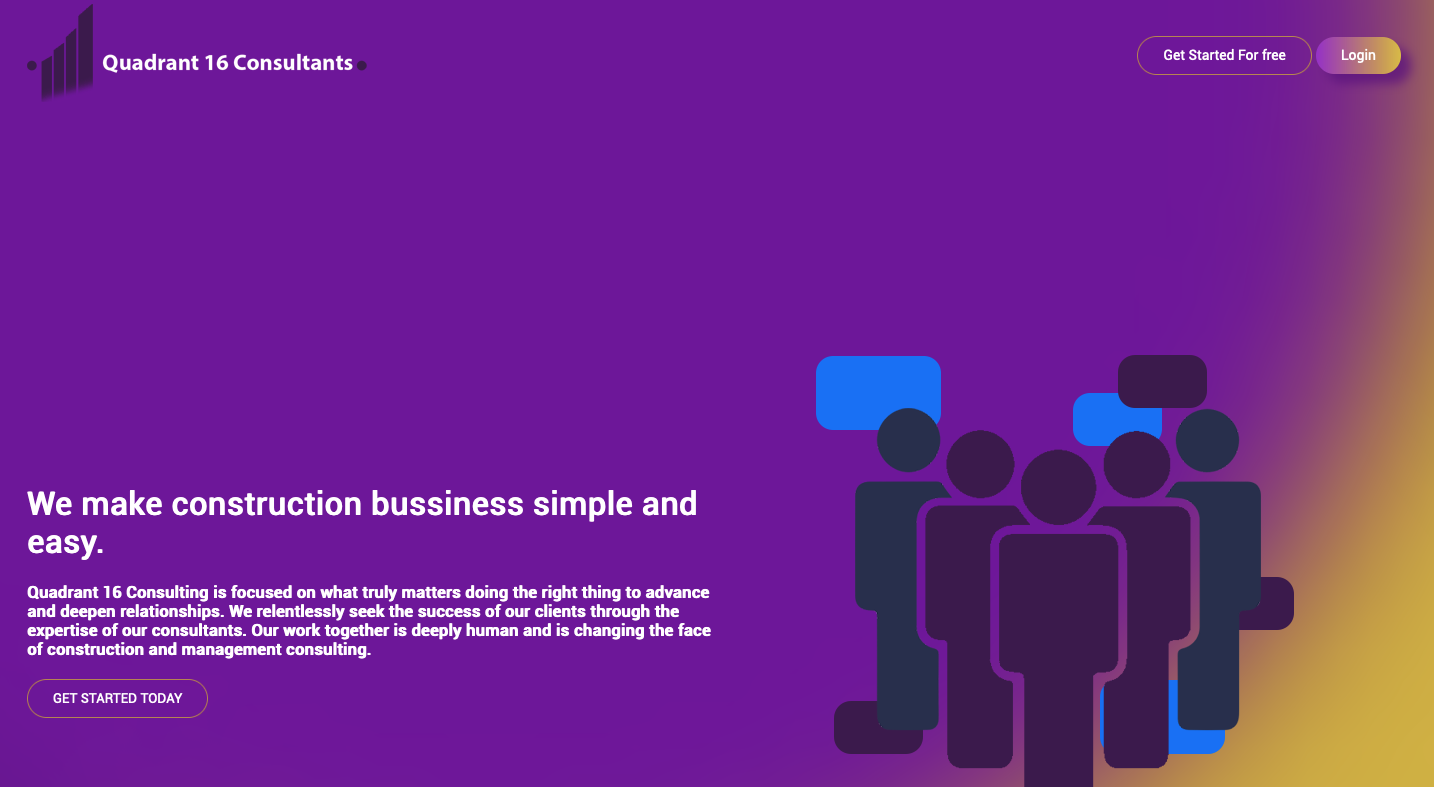 Quadrant 16 Consultants
Get Started For free
Login
We make construction bussiness simple and
easy.
Quadrant 16 Consulting is focused on what truly matters doing the right thing to advance
and deepen relationships. We relentlessly seek the success of our clients through the
expertise of our consultants. Our work together is deeply human and is changing the face
of construction and management consulting.
GET STARTED TODAY